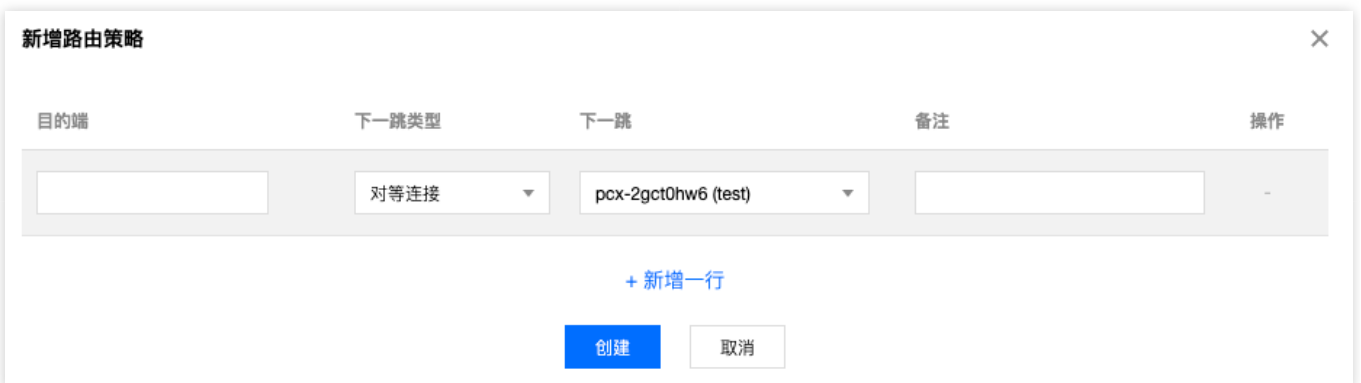 新增路由策略
目的端 下一跳类型 下一跳 备注 操作
对等连接 pcx-2gct0hw6 (test) -
+ 新增一行
创建 取消